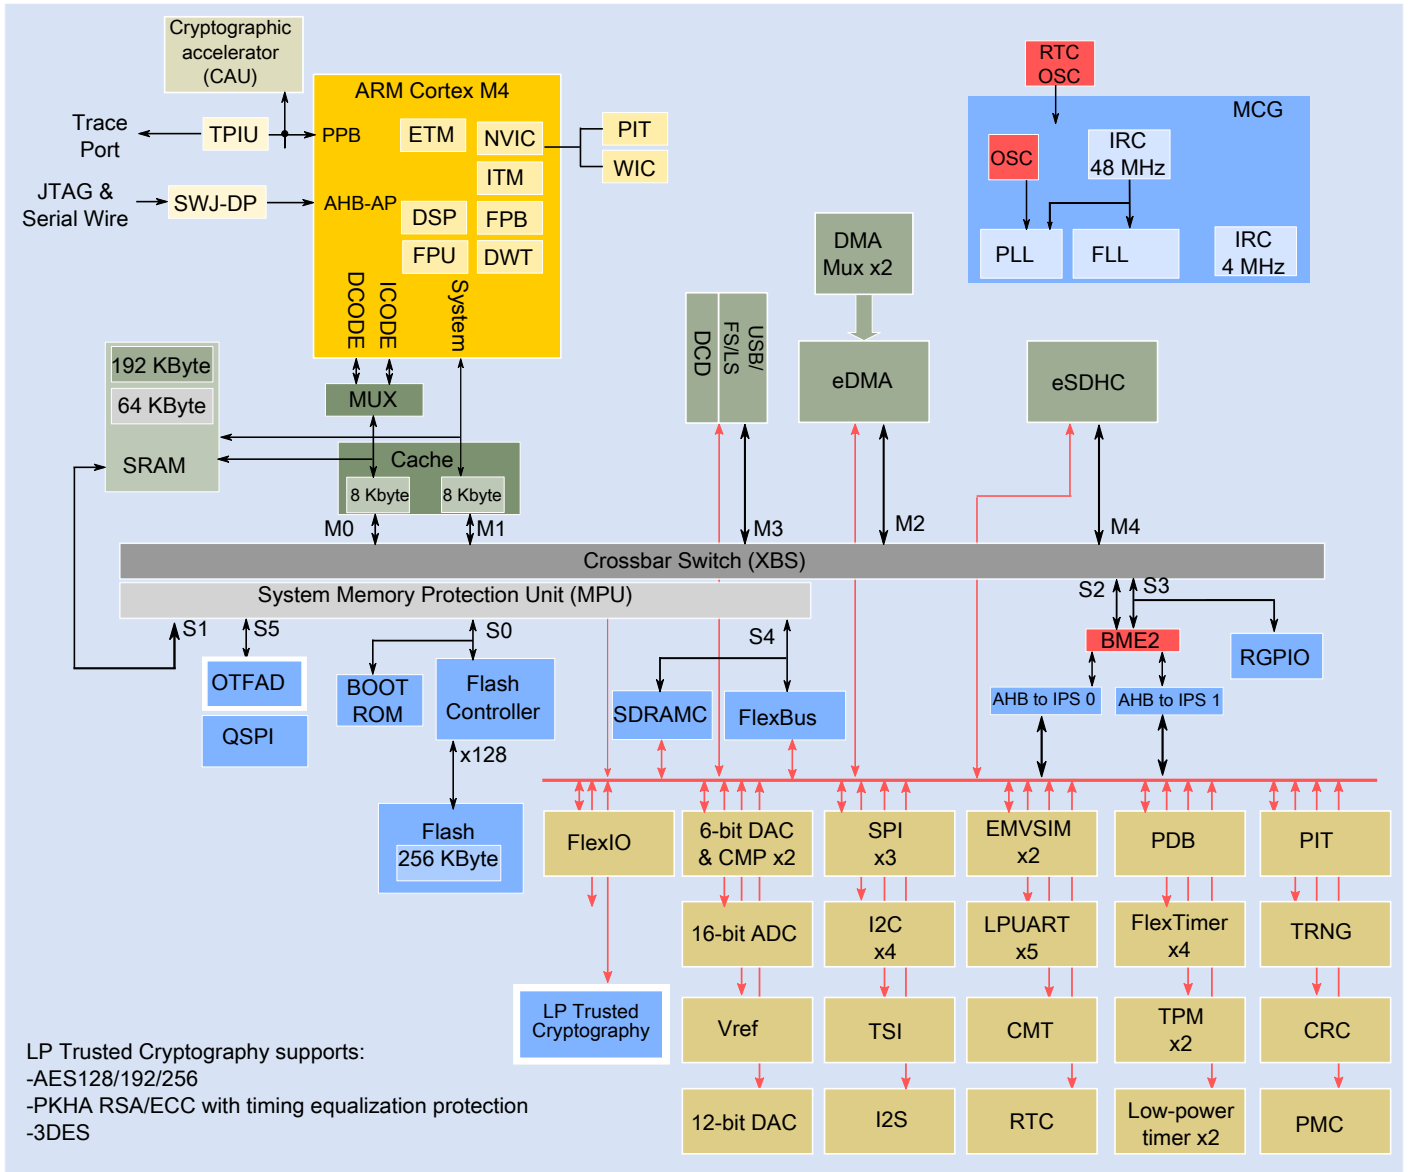 Cryptographic
accelerator
(CAU)
Trace
Port
TPIU
JTAG &
Serial Wire
SWJ-DP
ARM Cortex M4
PPB
AHB-AP
ETM
NVIC
ITM
DSP
FPB
FPU
DWT
PIT
WIC
DCODE
ICODE
System
RTC
OSC
MCG
OSC
IRC
48 MHz
PLL
FLL
IRC
4 MHz
DMA
Mux x2
DCD
USB/
FS/LS
eDMA
eSDHC
192 KByte
64 KByte
SRAM
MUX
Cache
8 Kbyte
8 Kbyte
M0
M1
M3
M2
M4
Crossbar Switch (XBS)
System Memory Protection Unit (MPU)
S1
S5
S0
S4
S2
S3
OTFAD
QSPI
BOOT
ROM
Flash
Controller
x128
Flash
256 KByte
SDRAMC
FlexBus
BME2
RGPIO
AHB to IPS 0
AHB to IPS 1
FlexIO
6-bit DAC
& CMP x2
SPI
x3
EMVSIM
x2
PDB
PIT
16-bit ADC
I2C
x4
LPUART
x5
FlexTimer
x4
TRNG
LP Trusted
Cryptography
Vref
TSI
CMT
TPM
x2
CRC
12-bit DAC
I2S
RTC
Low-power
timer x2
PMC
LP Trusted Cryptography supports:
-AES128/192/256
-PKHA RSA/ECC with timing equalization protection
-3DES